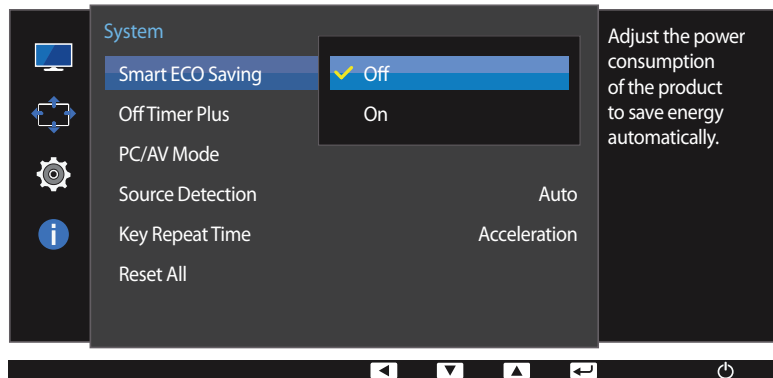 System
Smart ECO Saving
Off
On
Off Timer Plus
PC/AV Mode
Source Detection Auto
Key Repeat Time Acceleration
Reset All
Adjust the power
consumption
of the product
to save energy
automatically.